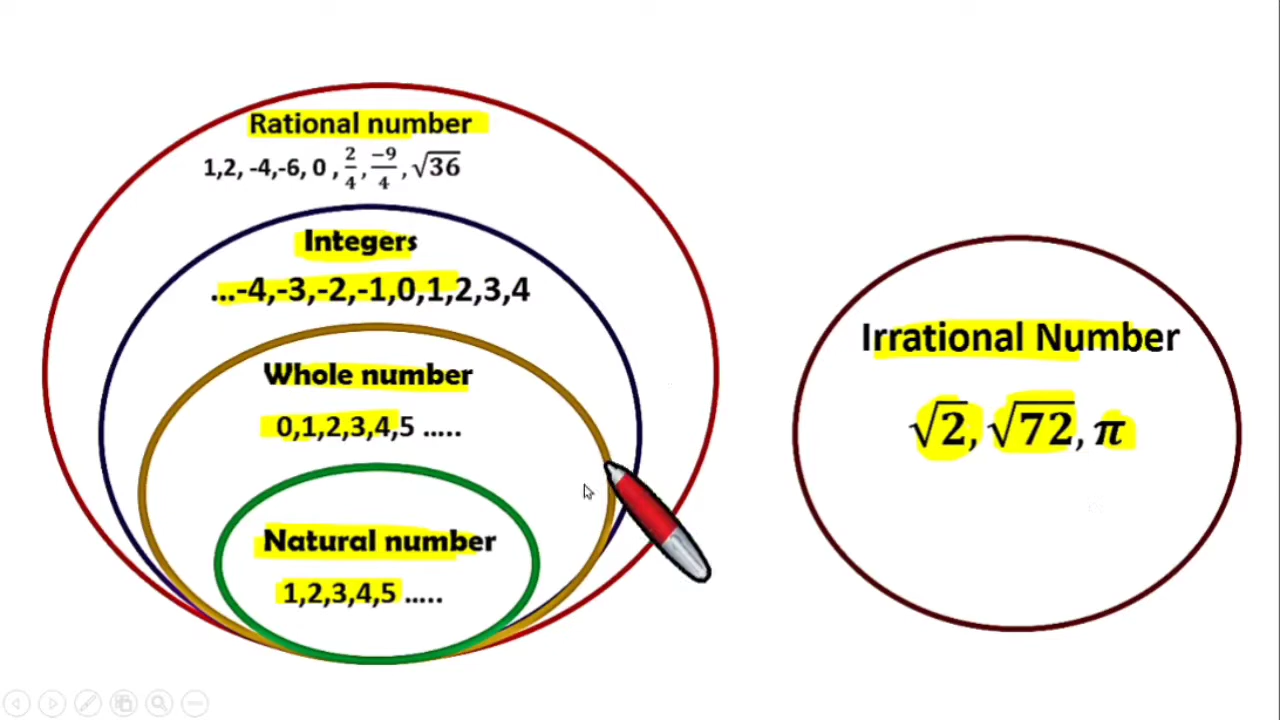 Rational number
1,2, -4,-6, 0 , 2/4, -9/4, √36
Integers
...-4,-3,-2,-1,0,1,2,3,4
Whole number
0,1,2,3,4,5 .....
Natural number
1,2,3,4,5 .....
Irrational Number
√2, √72, π